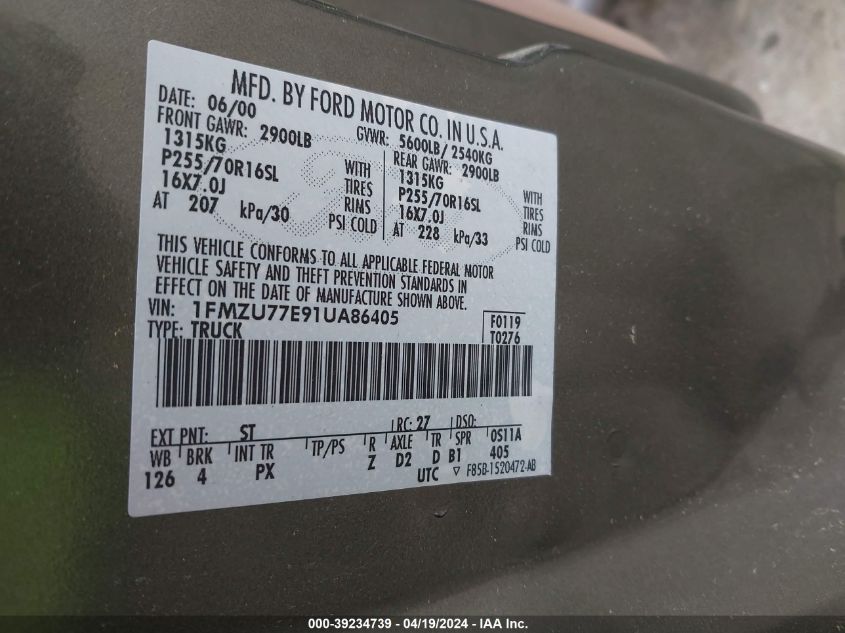 MFD. BY FORD MOTOR CO. IN U.S.A.
DATE: 06/00 GVWR: 5600LB/ 2540KG
FRONT GAWR: 2900LB REAR GAWR: 2900LB
1315KG WITH 1315KG WITH
P255/70R16SL TIRES P255/70R16SL TIRES
16X7.0J RIMS 16X7.0J RIMS
AT 207 kPa/30 PSI COLD AT 228 kPa/33 PSI COLD
THIS VEHICLE CONFORMS TO ALL APPLICABLE FEDERAL MOTOR
VEHICLE SAFETY AND THEFT PREVENTION STANDARDS IN
EFFECT ON THE DATE OF MANUFACTURE SHOWN ABOVE.
VIN: 1FMZU77E91UA86405 F0119
TYPE: TRUCK T0276
EXT PNT: ST RC: 27 DSO:
WB BRK INT TR TP/PS R AXLE TR SPR 0S11A
126 4 PX Z D2 D B1 405
UTC ▽ F85B-1520472-AB
000-39234739 - 04/19/2024 - IAA Inc.